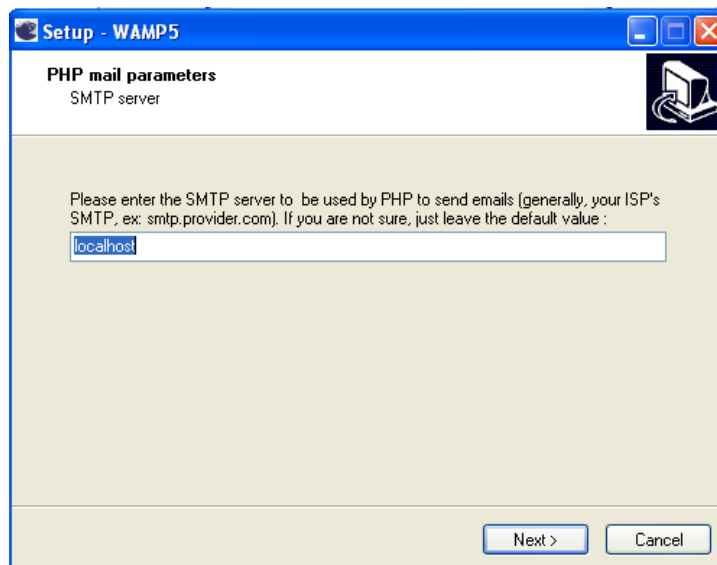 Setup - WAMP5
PHP mail parameters
SMTP server
Please enter the SMTP server to be used by PHP to send emails (generally, your ISP's
SMTP, ex: smtp.provider.com). If you are not sure, just leave the default value :
localhost
Next >
Cancel